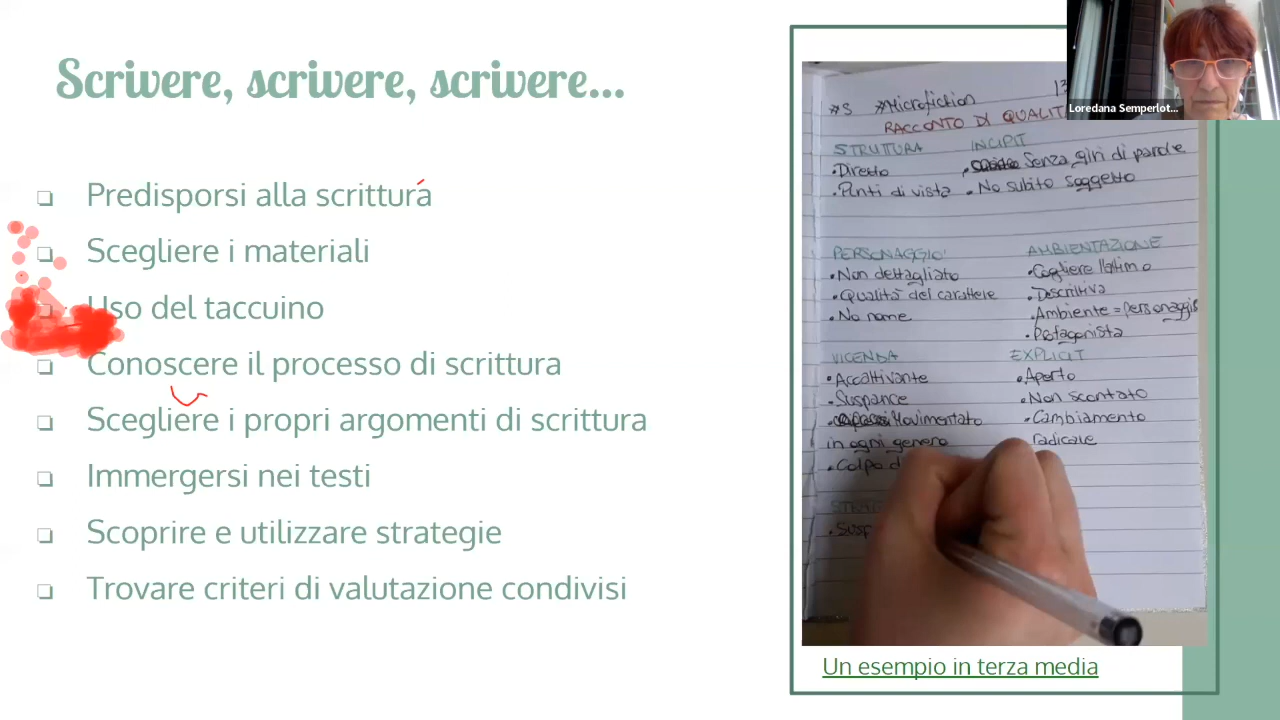 Scrivere, scrivere, scrivere...
Predisporsi alla scrittura
Scegliere i materiali
Uso del taccuino
Conoscere il processo di scrittura
Scegliere i propri argomenti di scrittura
Immergersi nei testi
Scoprire e utilizzare strategie
Trovare criteri di valutazione condivisi
Loredana Semperlot...
#S #Microfiction
RACCONTO DI QUALIT
STRUTTURA
•Diretto
•Punti di vista
INCIPIT
Senza giri di parole
•No subito soggetto
PERSONAGGIO
•Non dettagliato
•Qualità del carattere
•No nome
AMBIENTAZIONE
•Cogliere l'attimo
•Descrittiva
•Ambiente = personaggio
•Protagonista
VICENDA
•Accattivante
•Suspance
Movimentato
in ogni genere
•Colpo d
EXPLICIT
•Aperto
•Non scontato
•Cambiamento
radicale
STRA
•Susp
Un esempio in terza media